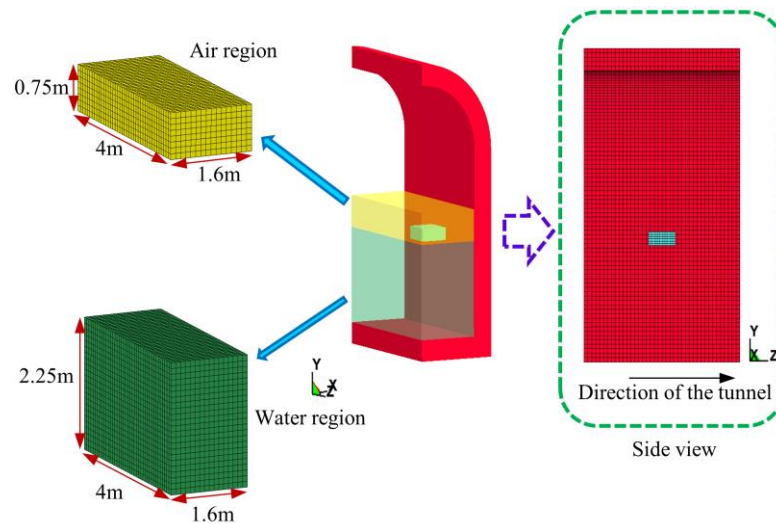 Air region
0.75m
4m
1.6m
2.25m
Y
X
Z
Water region
4m
1.6m
Y
X
Z
Direction of the tunnel
Side view